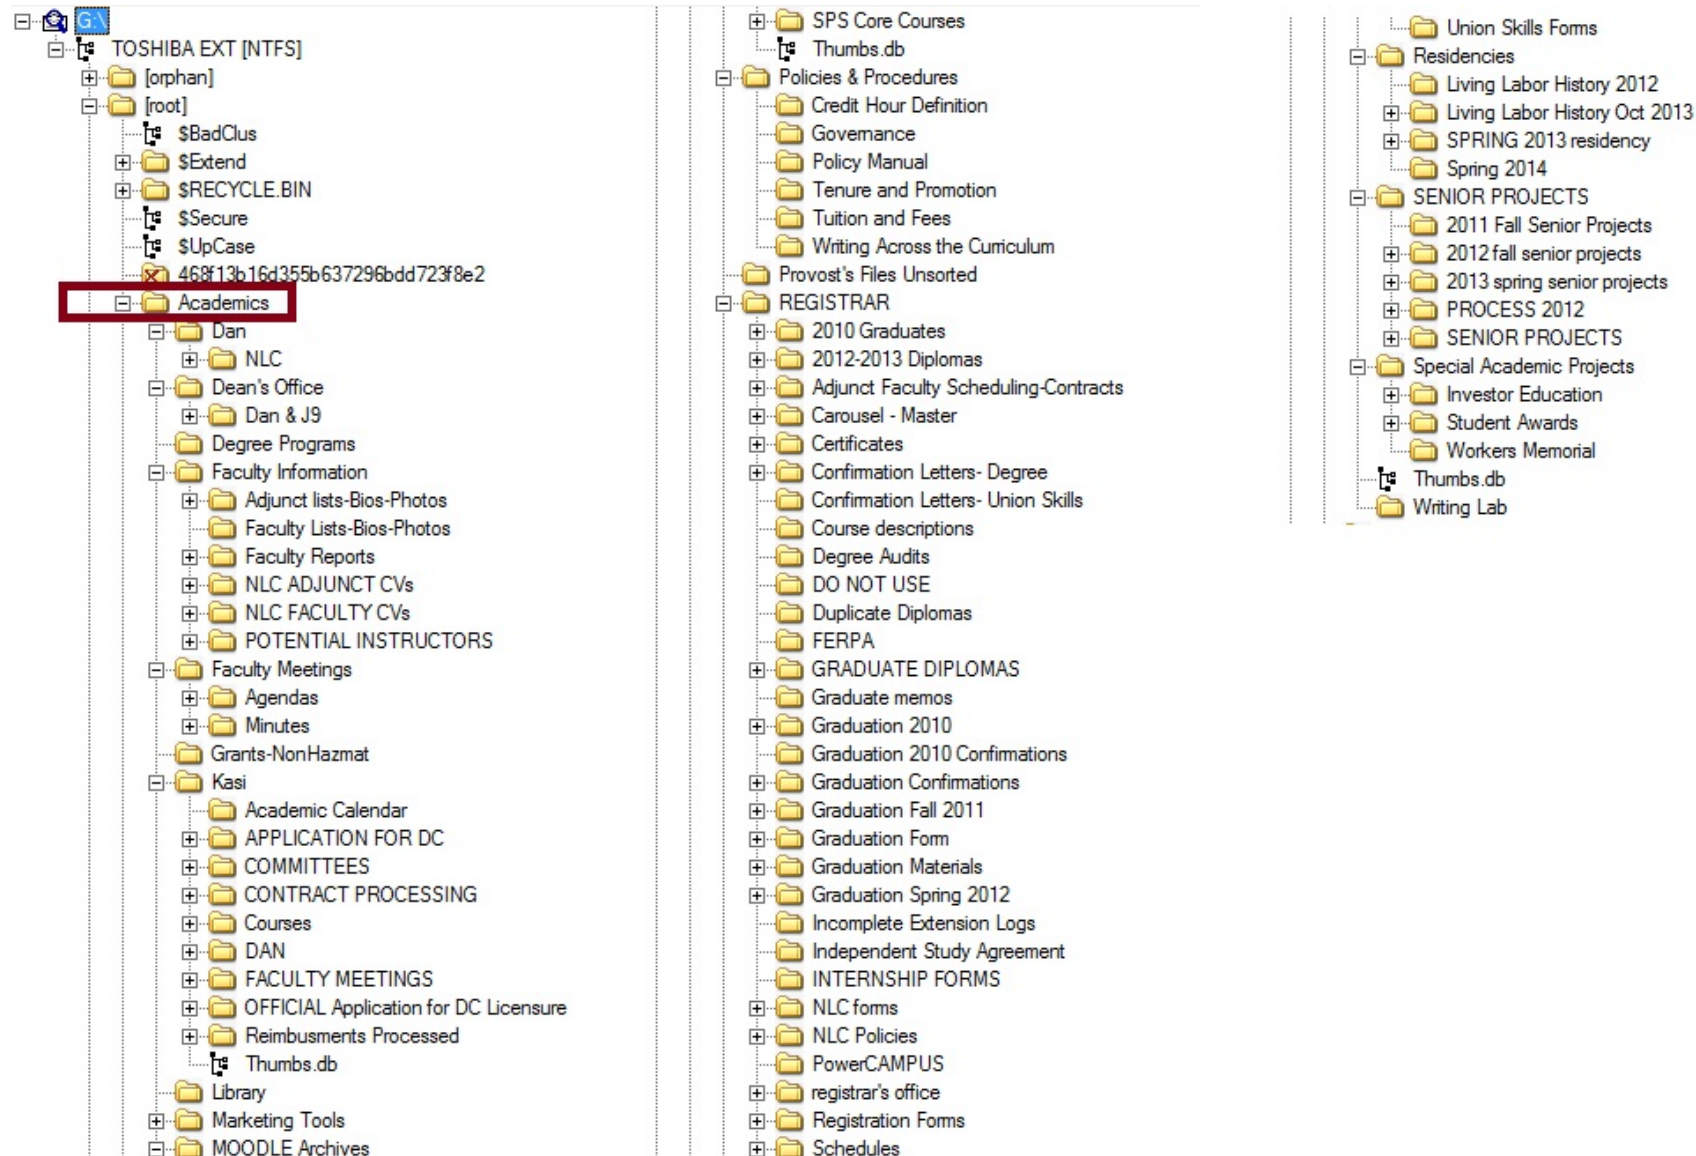 G:\
TOSHIBA EXT [NTFS]
[orphan]
[root]
$BadClus
$Extend
$RECYCLE.BIN
$Secure
$UpCase
468f13b16d355b637296bdd723f8e2
Academics
Dan
NLC
Dean's Office
Dan & J9
Degree Programs
Faculty Information
Adjunct lists-Bios-Photos
Faculty Lists-Bios-Photos
Faculty Reports
NLC ADJUNCT CVs
NLC FACULTY CVs
POTENTIAL INSTRUCTORS
Faculty Meetings
Agendas
Minutes
Grants-NonHazmat
Kasi
Academic Calendar
APPLICATION FOR DC
COMMITTEES
CONTRACT PROCESSING
Courses
DAN
FACULTY MEETINGS
OFFICIAL Application for DC Licensure
Reimbusments Processed
Thumbs.db
Library
Marketing Tools
MOODLE Archives
SPS Core Courses
Thumbs.db
Policies & Procedures
Credit Hour Definition
Governance
Policy Manual
Tenure and Promotion
Tuition and Fees
Writing Across the Curriculum
Provost's Files Unsorted
REGISTRAR
2010 Graduates
2012-2013 Diplomas
Adjunct Faculty Scheduling-Contracts
Carousel - Master
Certificates
Confirmation Letters- Degree
Confirmation Letters- Union Skills
Course descriptions
Degree Audits
DO NOT USE
Duplicate Diplomas
FERPA
GRADUATE DIPLOMAS
Graduate memos
Graduation 2010
Graduation 2010 Confirmations
Graduation Confirmations
Graduation Fall 2011
Graduation Form
Graduation Materials
Graduation Spring 2012
Incomplete Extension Logs
Independent Study Agreement
INTERNSHIP FORMS
NLC forms
NLC Policies
PowerCAMPUS
registrar's office
Registration Forms
Schedules
Union Skills Forms
Residencies
Living Labor History 2012
Living Labor History Oct 2013
SPRING 2013 residency
Spring 2014
SENIOR PROJECTS
2011 Fall Senior Projects
2012 fall senior projects
2013 spring senior projects
PROCESS 2012
SENIOR PROJECTS
Special Academic Projects
Investor Education
Student Awards
Workers Memorial
Thumbs.db
Writing Lab